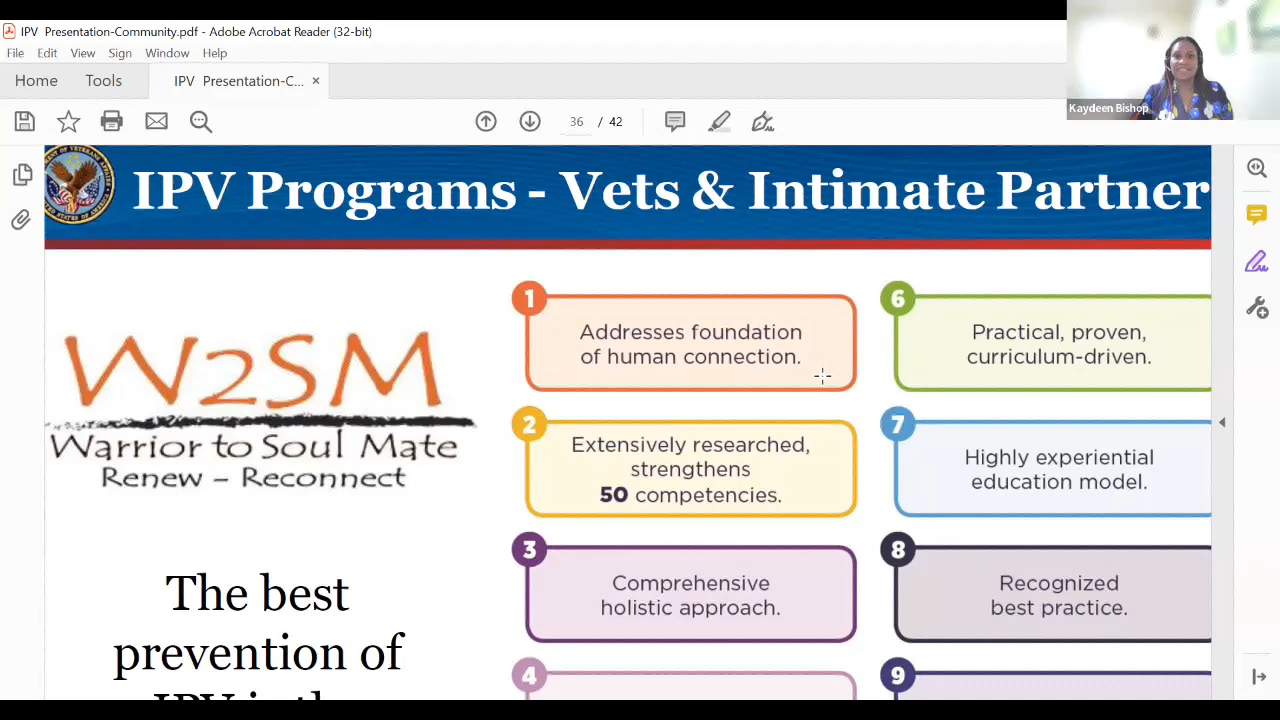 IPV Presentation-Community.pdf - Adobe Acrobat Reader (32-bit)
File Edit View Sign Window Help
Home Tools IPV Presentation-C... ×
36 / 42
Kaydeen Bishop
IPV Programs - Vets & Intimate Partner
W2SM
Warrior to Soul Mate
Renew – Reconnect
The best
prevention of
1
Addresses foundation
of human connection.
2
Extensively researched,
strengthens
50 competencies.
3
Comprehensive
holistic approach.
4
6
Practical, proven,
curriculum-driven.
7
Highly experiential
education model.
8
Recognized
best practice.
9